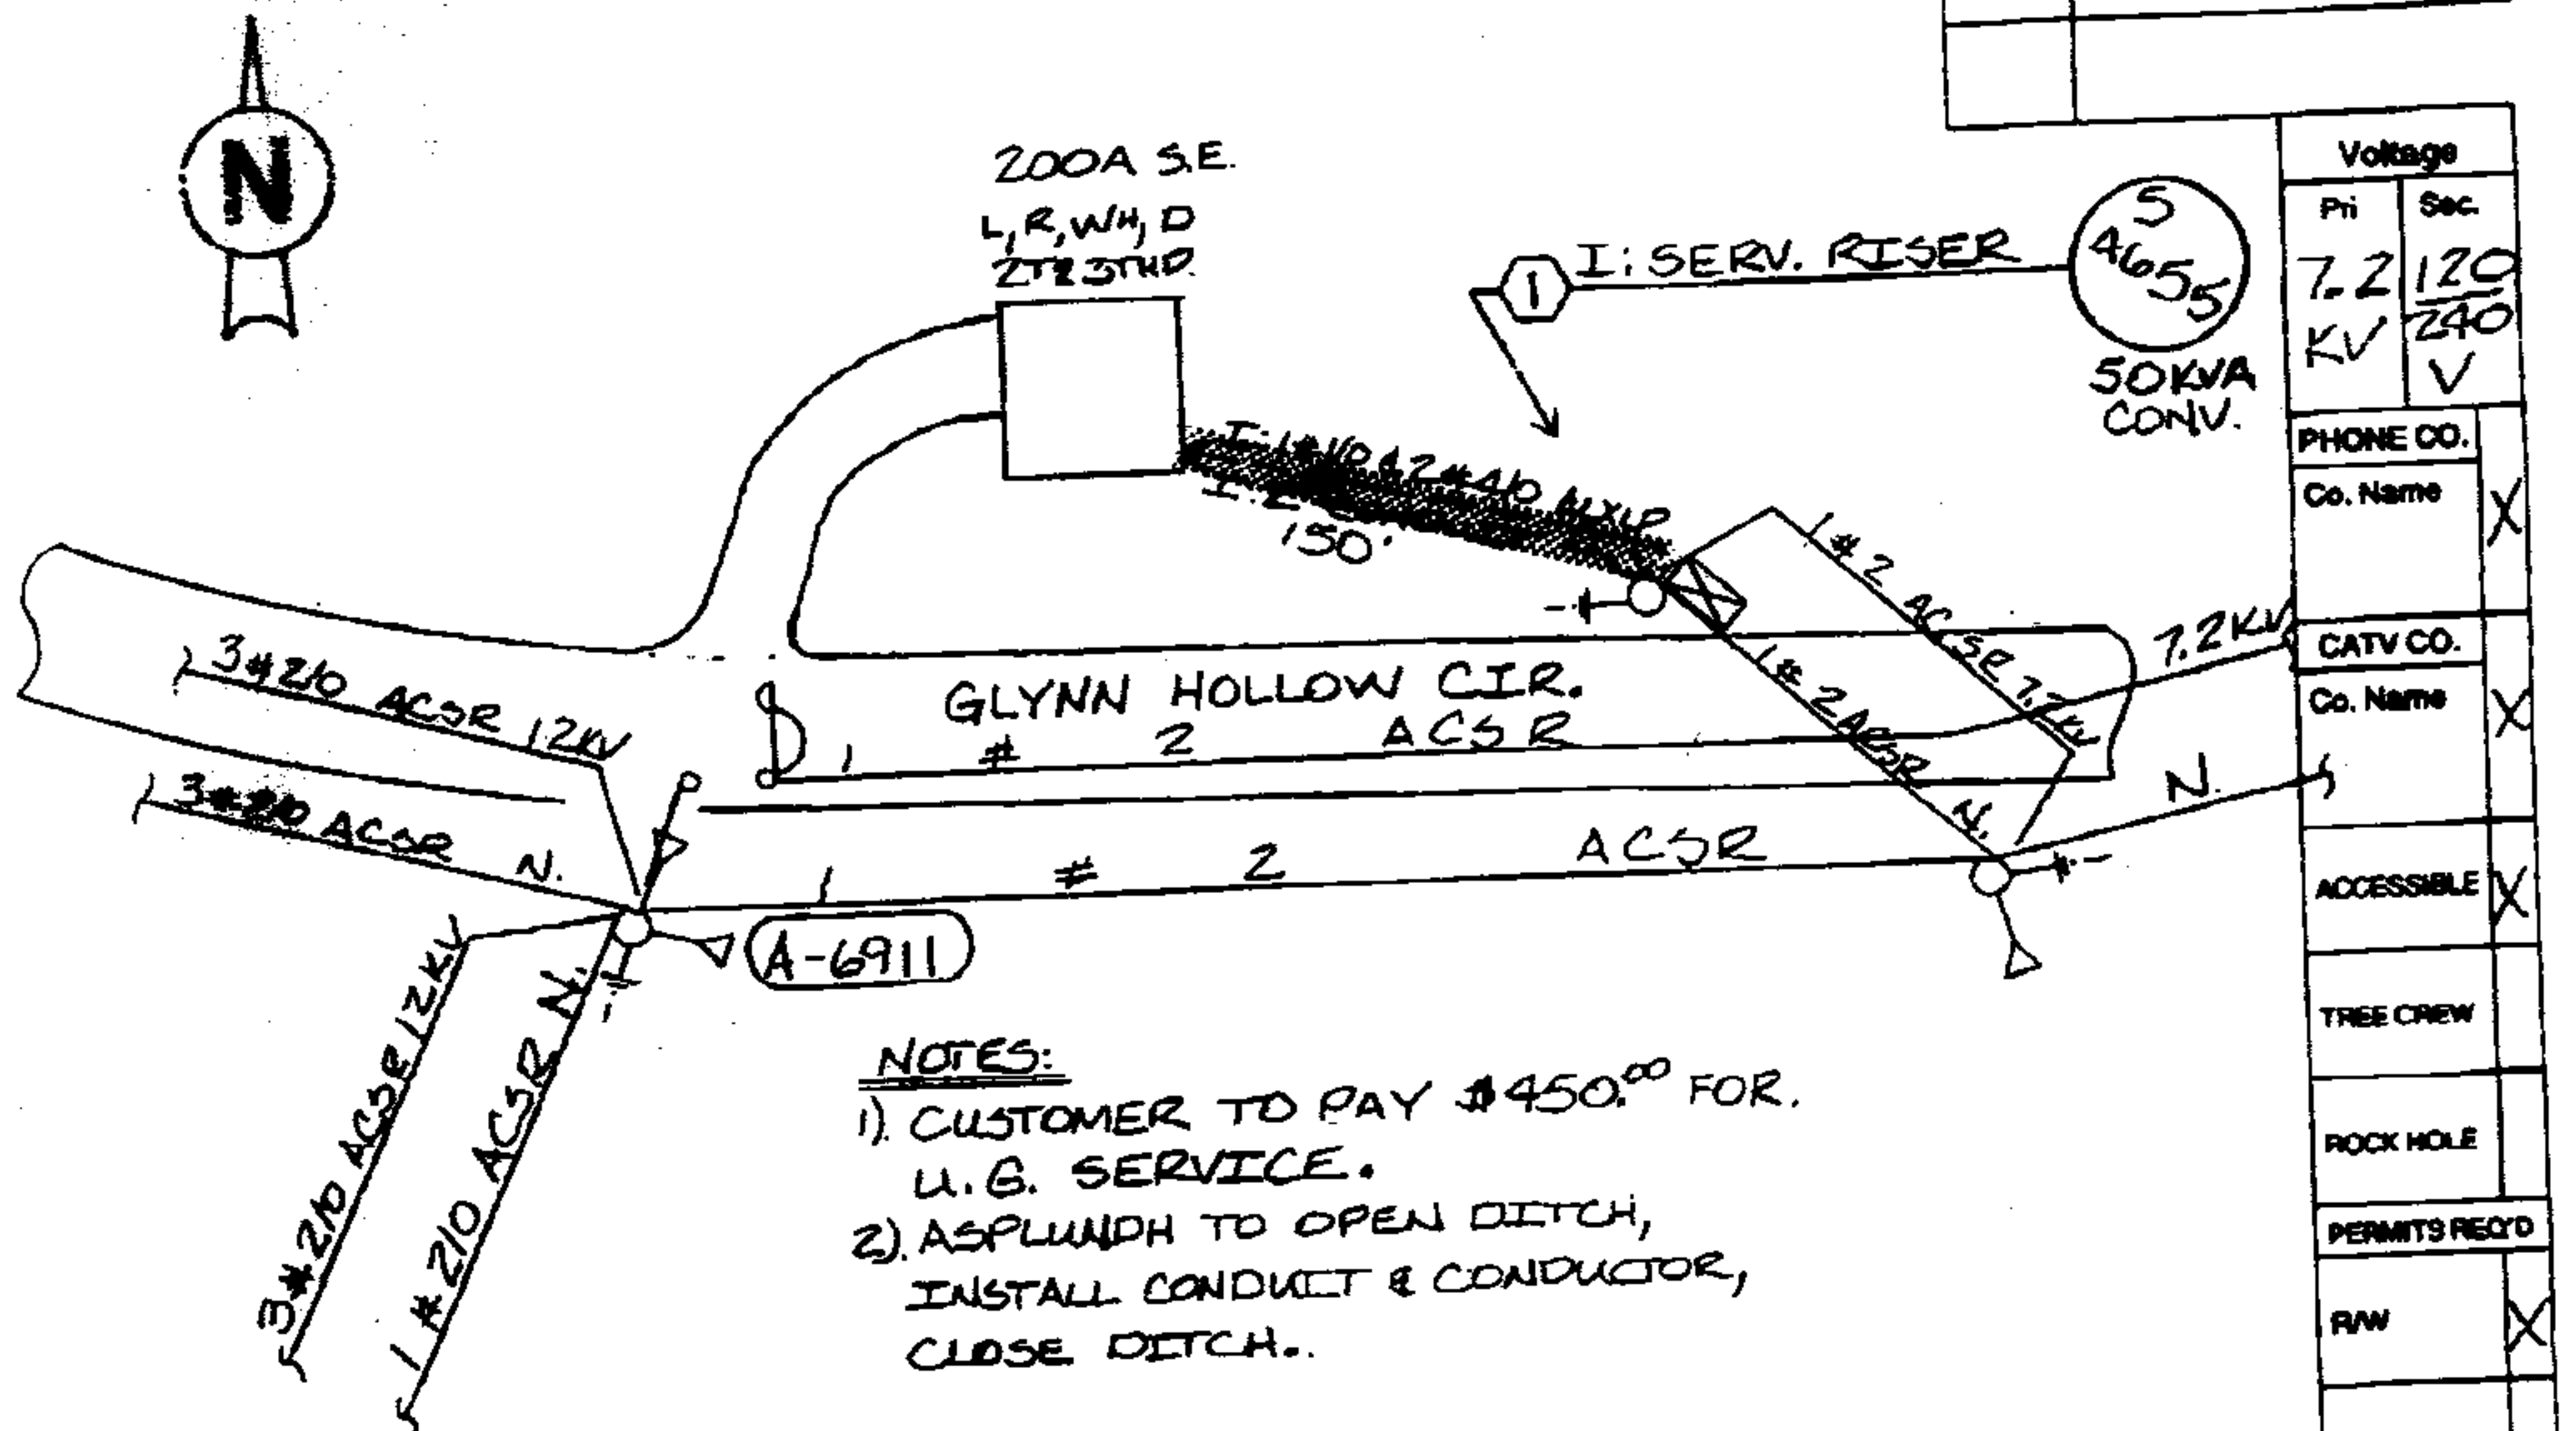 N
200A S.E.
L, R, WH, D
1
I: SERV. RISER
S
4655
50KVA
CONV.
Voltage
Pri
Sec.
7.2
KV
120
240
V
PHONE CO.
Co. Name
X
CATV CO.
Co. Name
X
ACCESSIBLE
X
TREE CREW
ROCK HOLE
PERMITS REQ'D
R/W
X
150'
1#2 ACSR 7.2KV
1#2 ACSR N.
7.2KV
N.
GLYNN HOLLOW CIR.
1 # 2 ACSR
1 # 2 ACSR
3#2/0 ACSR 12KV
3#2/0 ACSR N.
A-6911
3#2/0 ACSR 12KV
1#2/0 ACSR N.
NOTES:
1). CUSTOMER TO PAY $450.00 FOR.
U.G. SERVICE.
2). ASPLUNDH TO OPEN DITCH,
INSTALL CONDUIT & CONDUCTOR,
CLOSE DITCH.